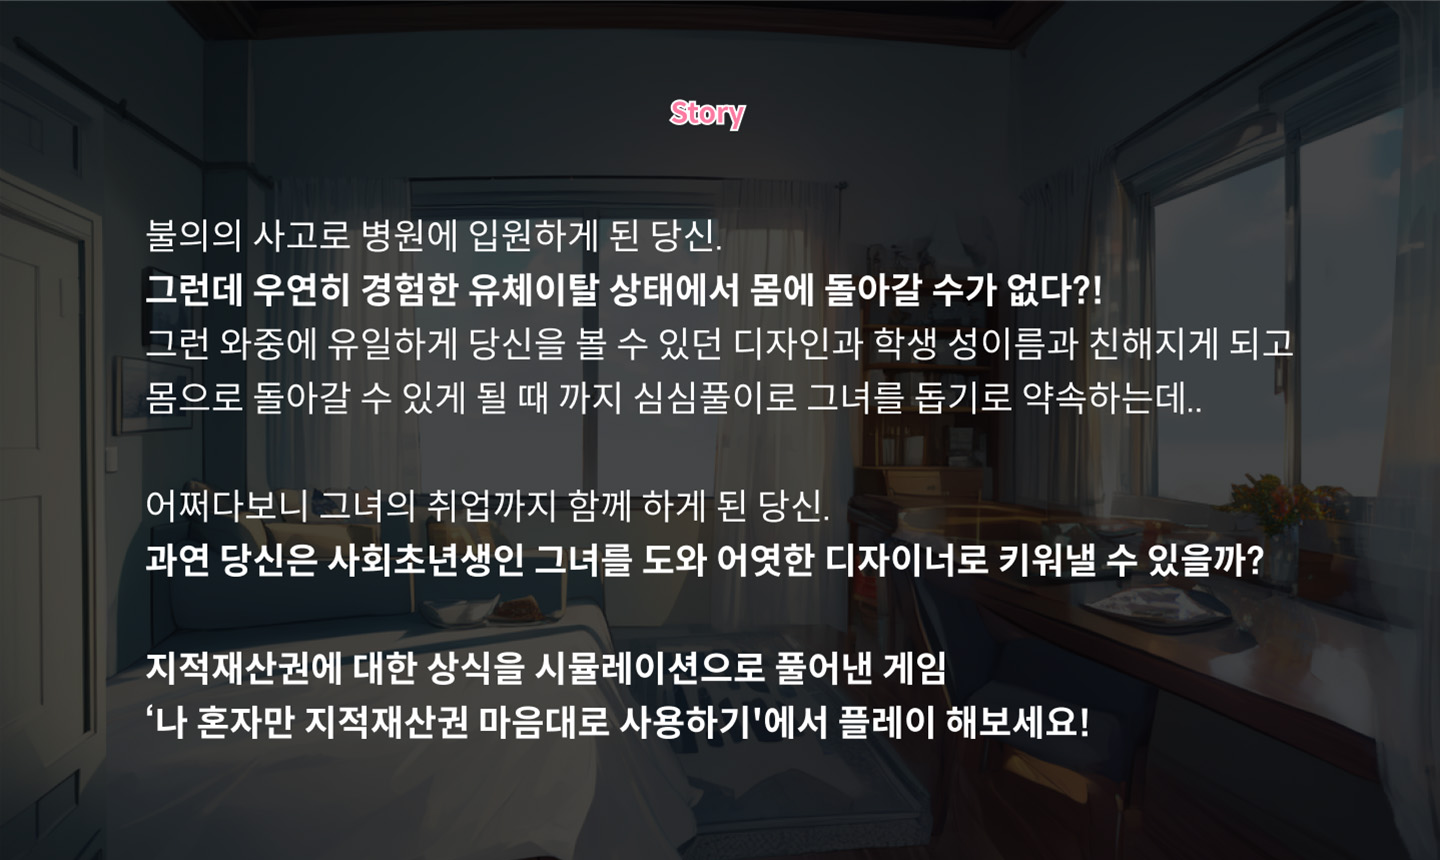 Story
불의의 사고로 병원에 입원하게 된 당신.
그런데 우연히 경험한 유체이탈 상태에서 몸에 돌아갈 수가 없다?!
그런 와중에 유일하게 당신을 볼 수 있던 디자인과 학생 성이름과 친해지게 되고
몸으로 돌아갈 수 있게 될 때 까지 심심풀이로 그녀를 돕기로 약속하는데..
어쩌다보니 그녀의 취업까지 함께 하게 된 당신.
과연 당신은 사회초년생인 그녀를 도와 어엿한 디자이너로 키워낼 수 있을까?
지적재산권에 대한 상식을 시뮬레이션으로 풀어낸 게임
‘나 혼자만 지적재산권 마음대로 사용하기'에서 플레이 해보세요!